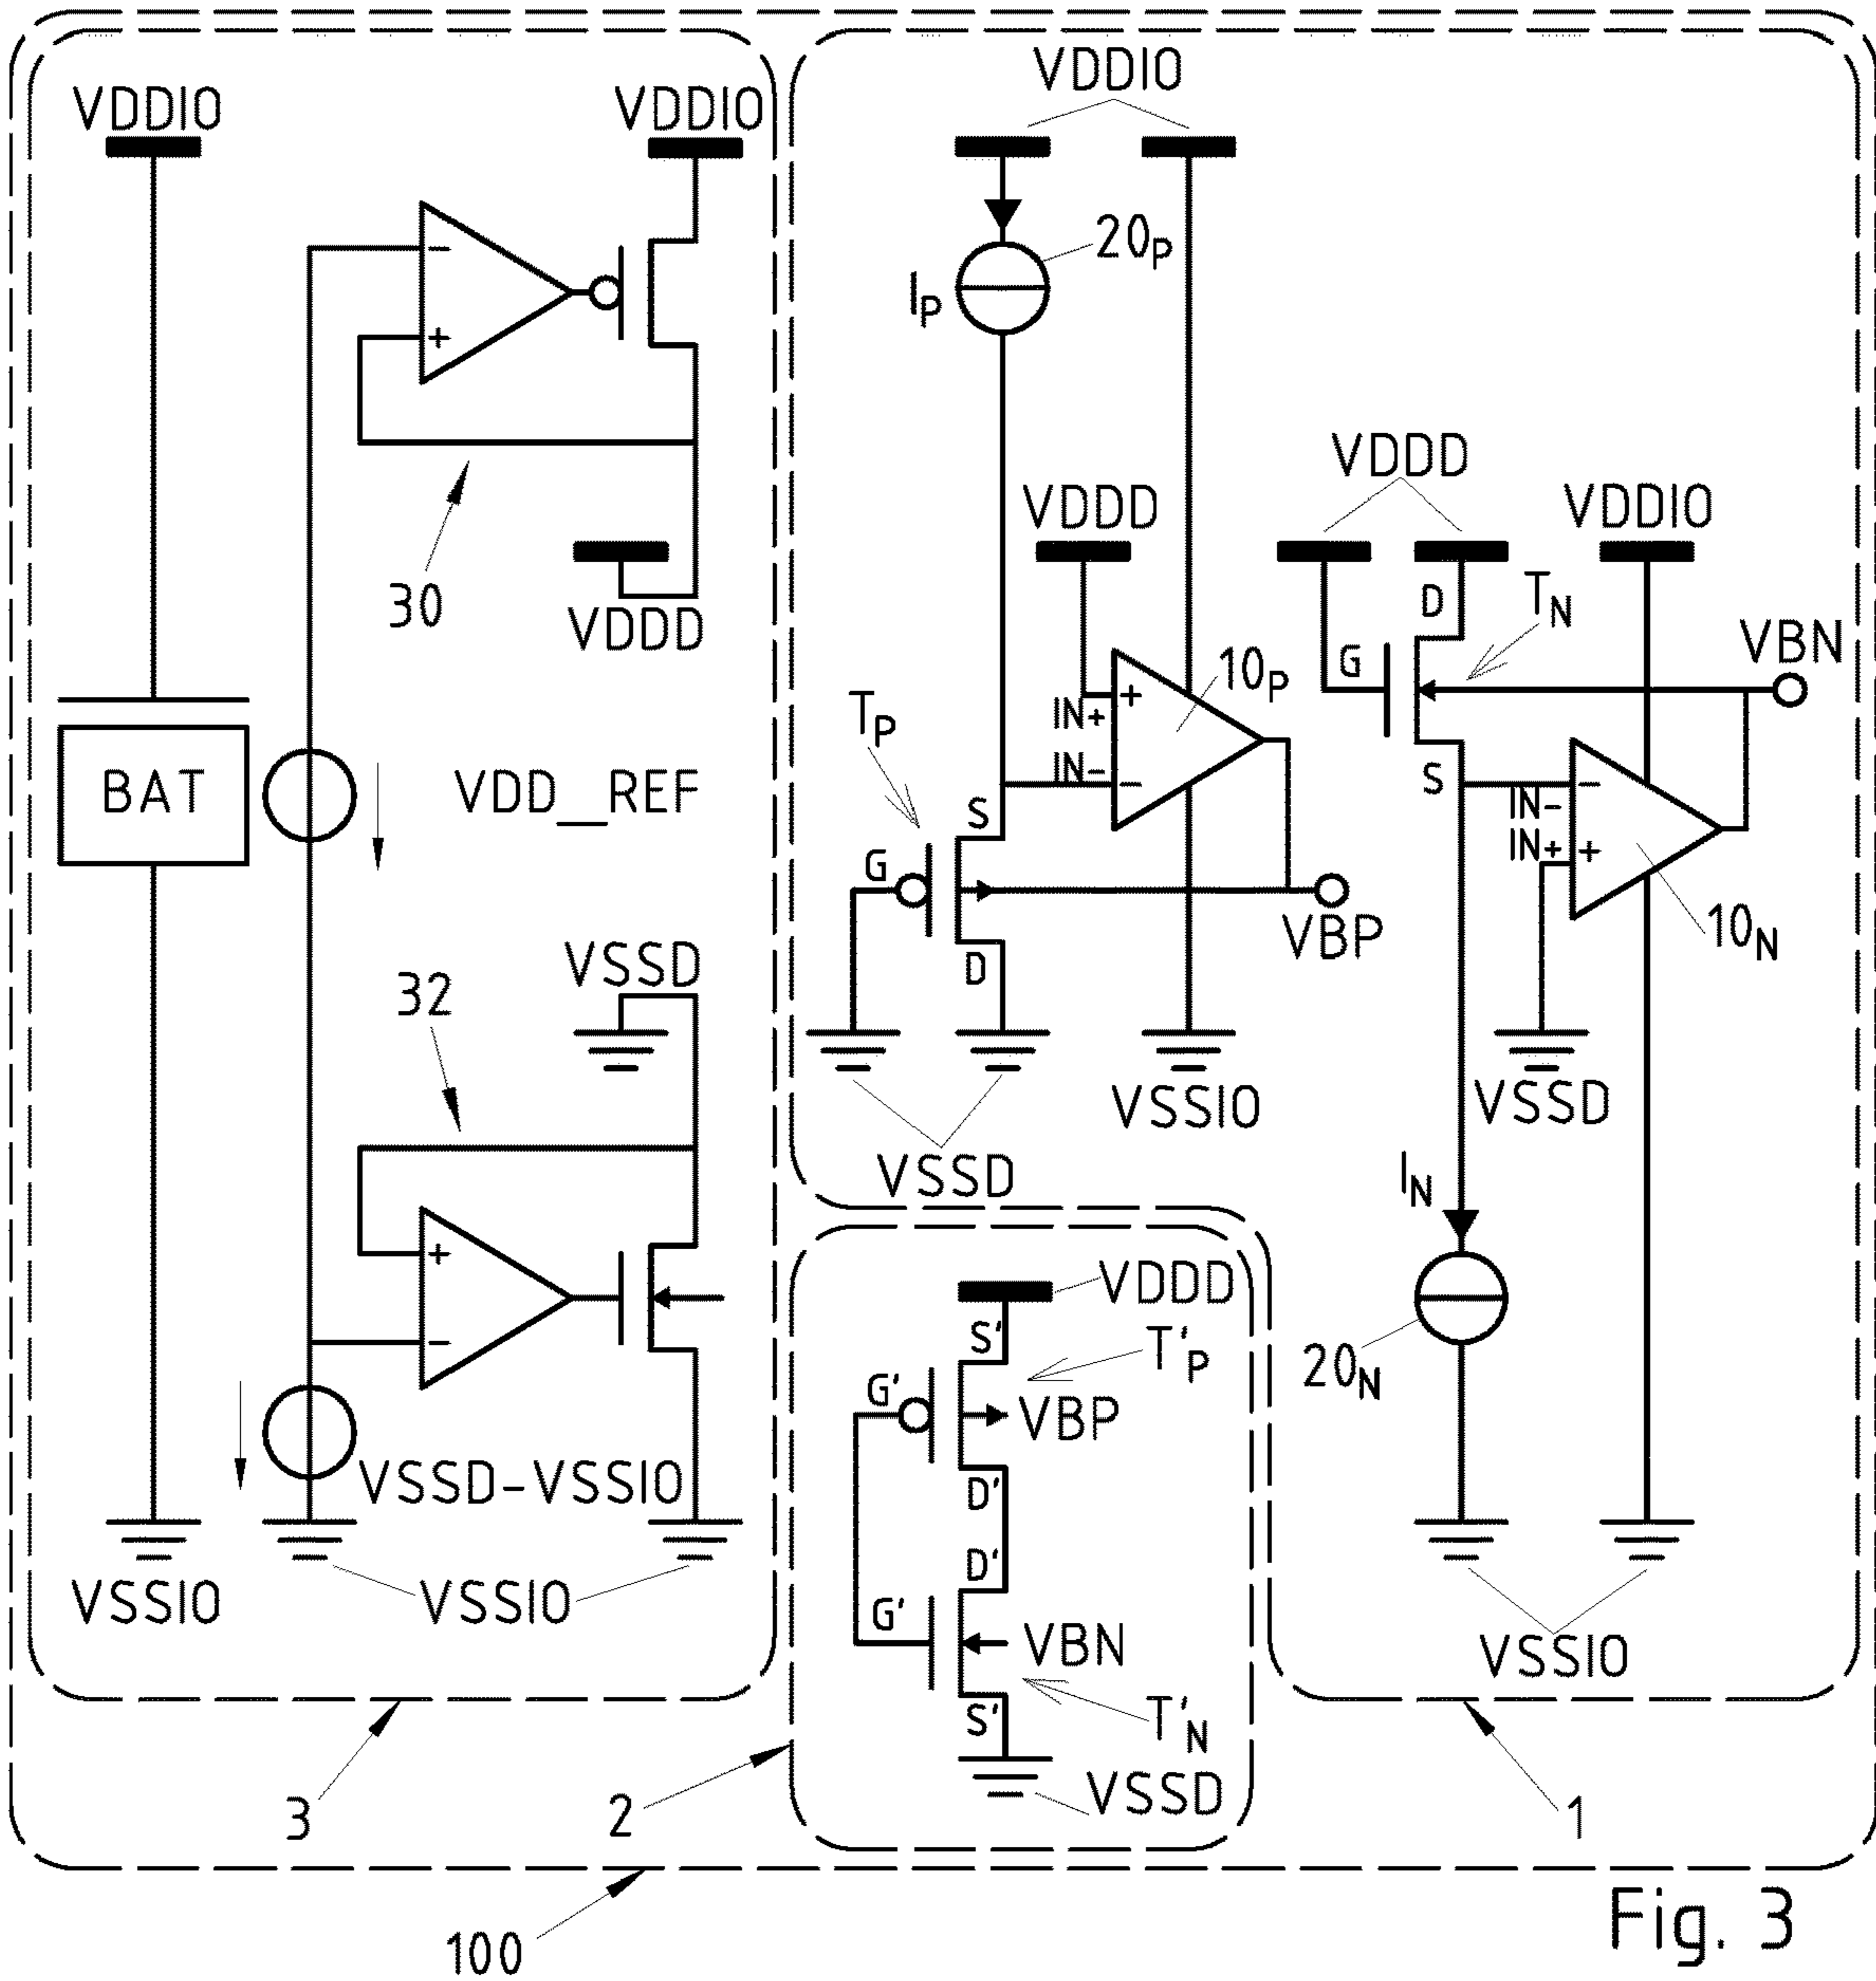 VDDIO
VDDIO
-
+
30
VDDD
BAT
VDD_REF
VSSD
32
+
-
VSSD-VSSIO
VSSIO
VSSIO
3
VDDIO
20P
IP
VDDD
10P
IN+
+
IN-
-
TP
S
G
D
VBP
VSSD
VSSIO
VDDD
VDDIO
D
TN
VBN
G
S
-
IN-
IN+
+
10N
VSSD
IN
20N
VSSIO
1
VDDD
S'
T'P
G'
VBP
D'
D'
G'
VBN
S'
T'N
VSSD
2
100
Fig. 3